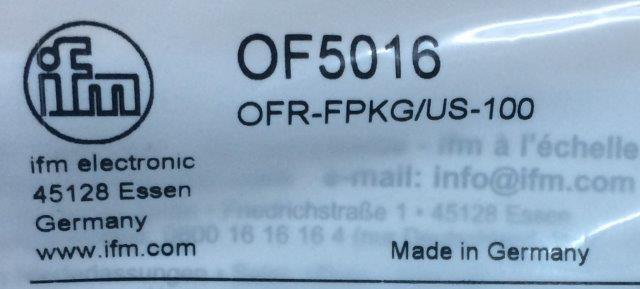 ifm
OF5016
OFR-FPKG/US-100
ifm electronic
45128 Essen
Germany
www.ifm.com
Made in Germany
- ifm à l'échelle
e-mail: info@ifm.com
Friedrichstraße 1 • 45128 Essen
0800 16 16 16 4